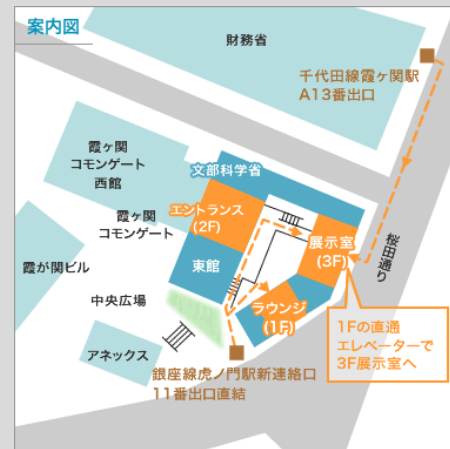 案内図
財務省
千代田線霞ヶ関駅
A13番出口
霞ヶ関
コモンゲート
西館
文部科学省
エントランス
(2F)
霞ヶ関
コモンゲート
展示室
(3F)
桜田通り
東館
霞が関ビル
中央広場
ラウンジ
(1F)
1Fの直通
エレベーターで
3F展示室へ
アネックス
銀座線虎ノ門駅新連絡口
11番出口直結